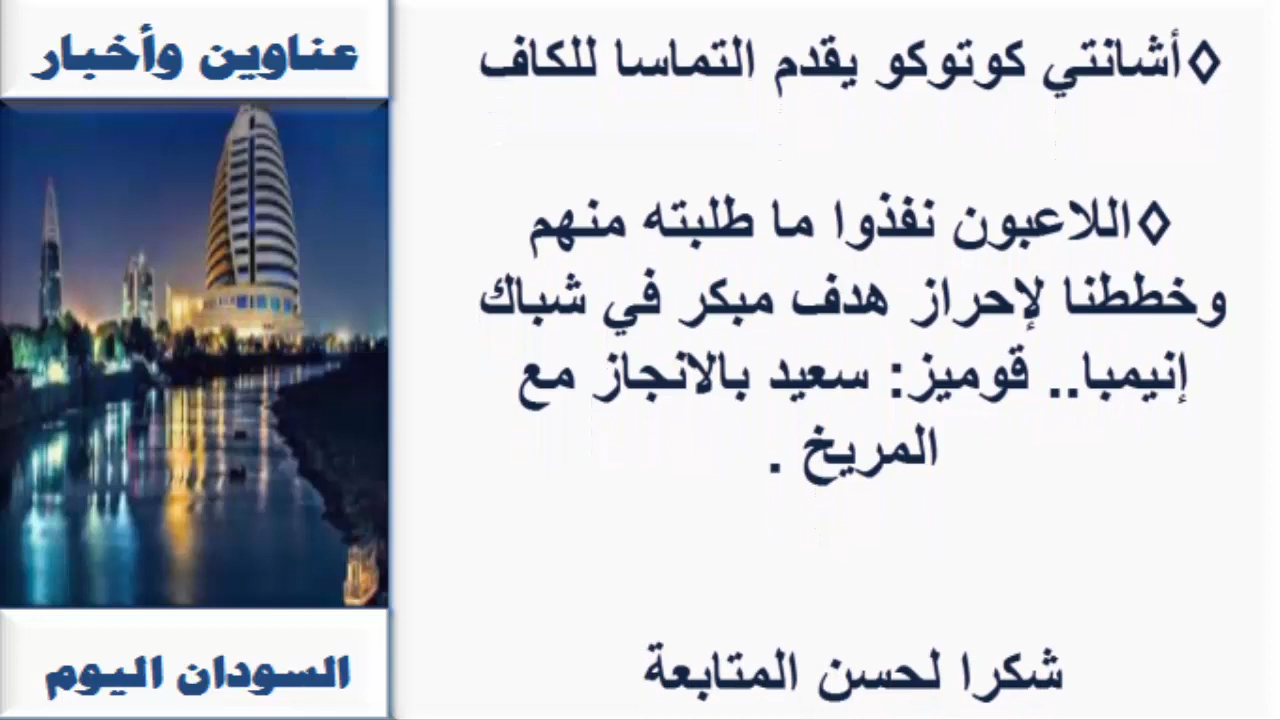 عناوين وأخبار
◊أشانتي كوتوكو يقدم التماسا للكاف
◊اللاعبون نفذوا ما طلبته منهم
وخططنا لإحراز هدف مبكر في شباك
إنيمبا.. قوميز: سعيد بالانجاز مع
المريخ .
شكرا لحسن المتابعة
السودان اليوم